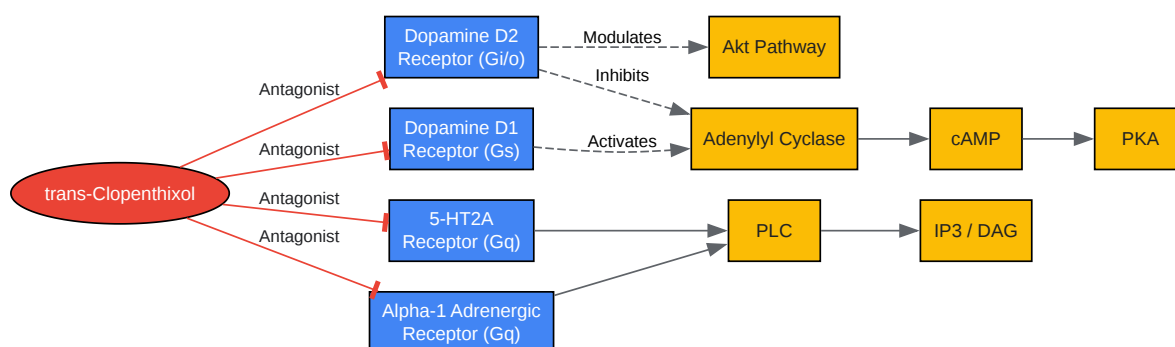 trans-Clopenthixol
Antagonist
Antagonist
Antagonist
Antagonist
Dopamine D2
Receptor (Gi/o)
Modulates
Akt Pathway
Inhibits
Dopamine D1
Receptor (Gs)
Activates
Adenylyl Cyclase
cAMP
PKA
5-HT2A
Receptor (Gq)
PLC
IP3 / DAG
Alpha-1 Adrenergic
Receptor (Gq)